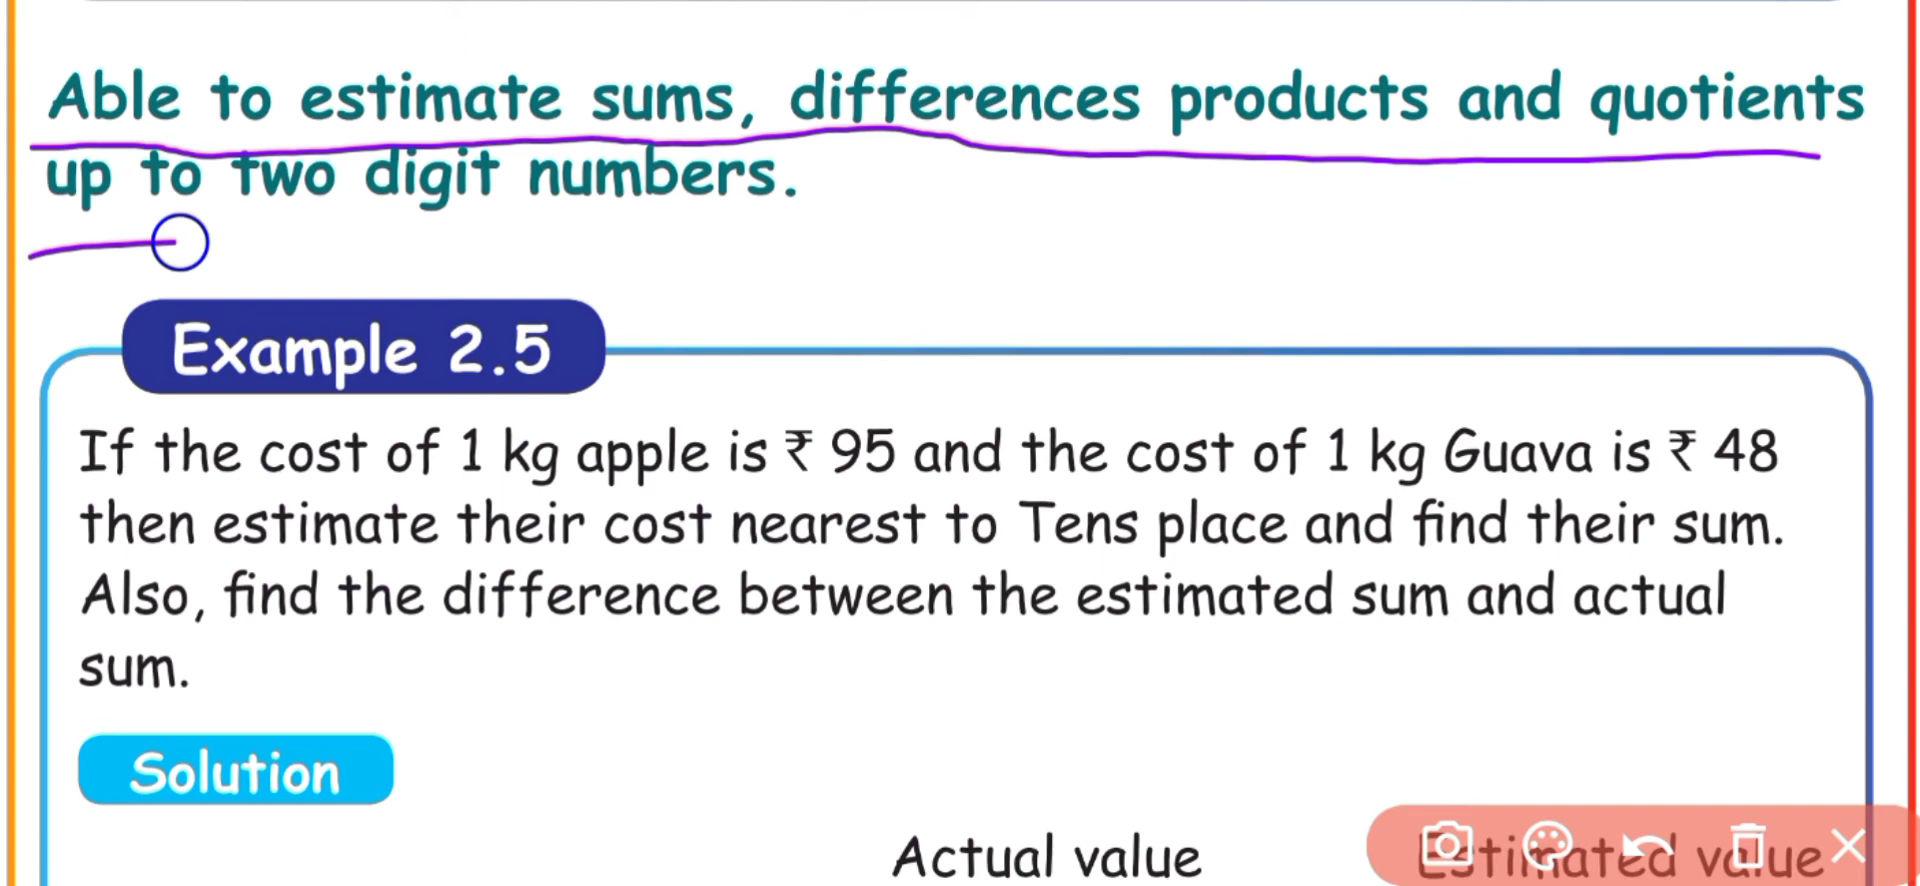 Able to estimate sums, differences products and quotients
up to two digit numbers.
Example 2.5
If the cost of 1 kg apple is ₹ 95 and the cost of 1 kg Guava is ₹ 48
then estimate their cost nearest to Tens place and find their sum.
Also, find the difference between the estimated sum and actual
sum.
Solution
Actual value Estimated value